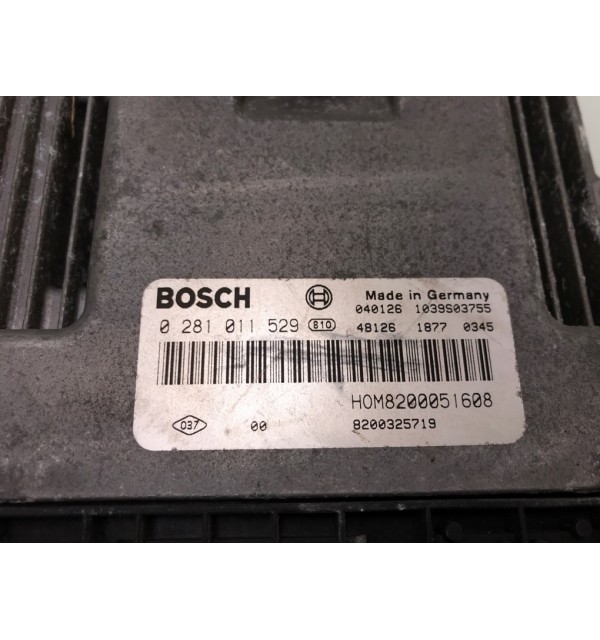 BOSCH Made in Germany
040126 1039S03755
0 281 011 529 810 48126 1877 0345
HOM8200051608
037 00 8200325719